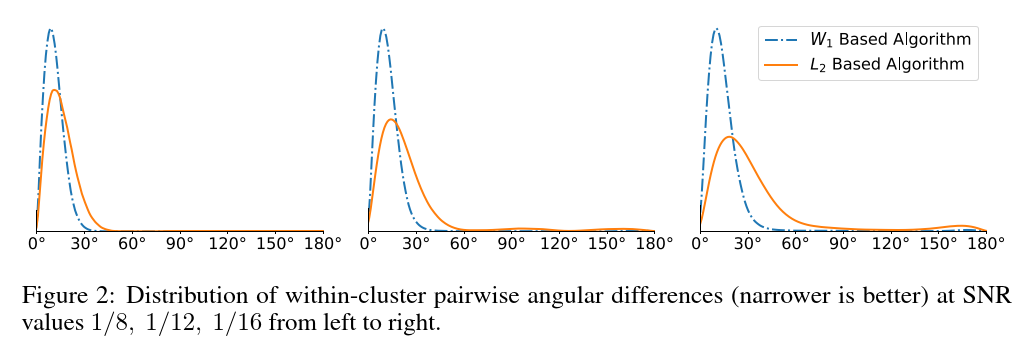 W₁ Based Algorithm
L₂ Based Algorithm
0° 30° 60° 90° 120° 150° 180°
0° 30° 60° 90° 120° 150° 180°
0° 30° 60° 90° 120° 150° 180°
Figure 2: Distribution of within-cluster pairwise angular differences (narrower is better) at SNR
values 1/8, 1/12, 1/16 from left to right.